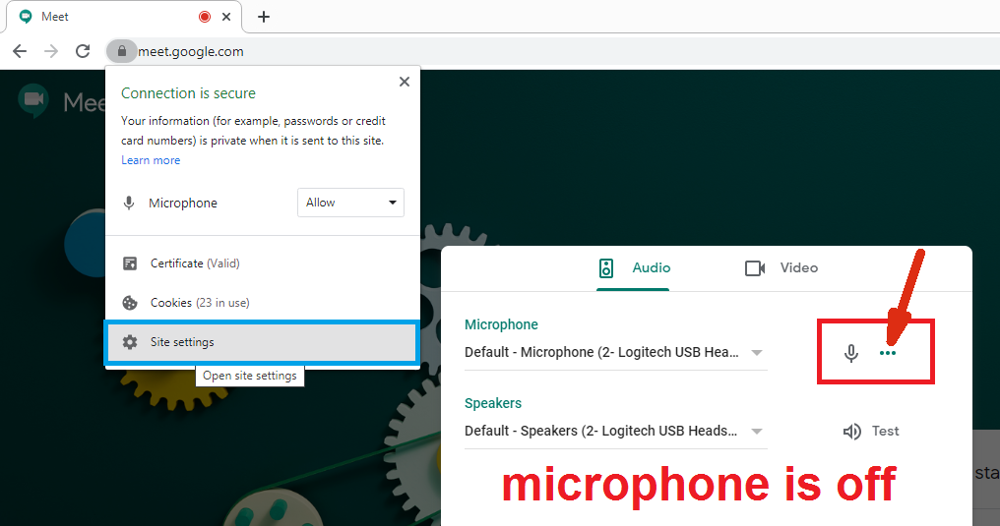 Meet
meet.google.com
Mee
Connection is secure
Your information (for example, passwords or credit
card numbers) is private when it is sent to this site.
Learn more
Microphone Allow
Certificate (Valid)
Cookies (23 in use)
Site settings
Open site settings
Audio Video
Microphone
Default - Microphone (2- Logitech USB Hea...
Speakers
Default - Speakers (2- Logitech USB Heads... Test
sta
microphone is off